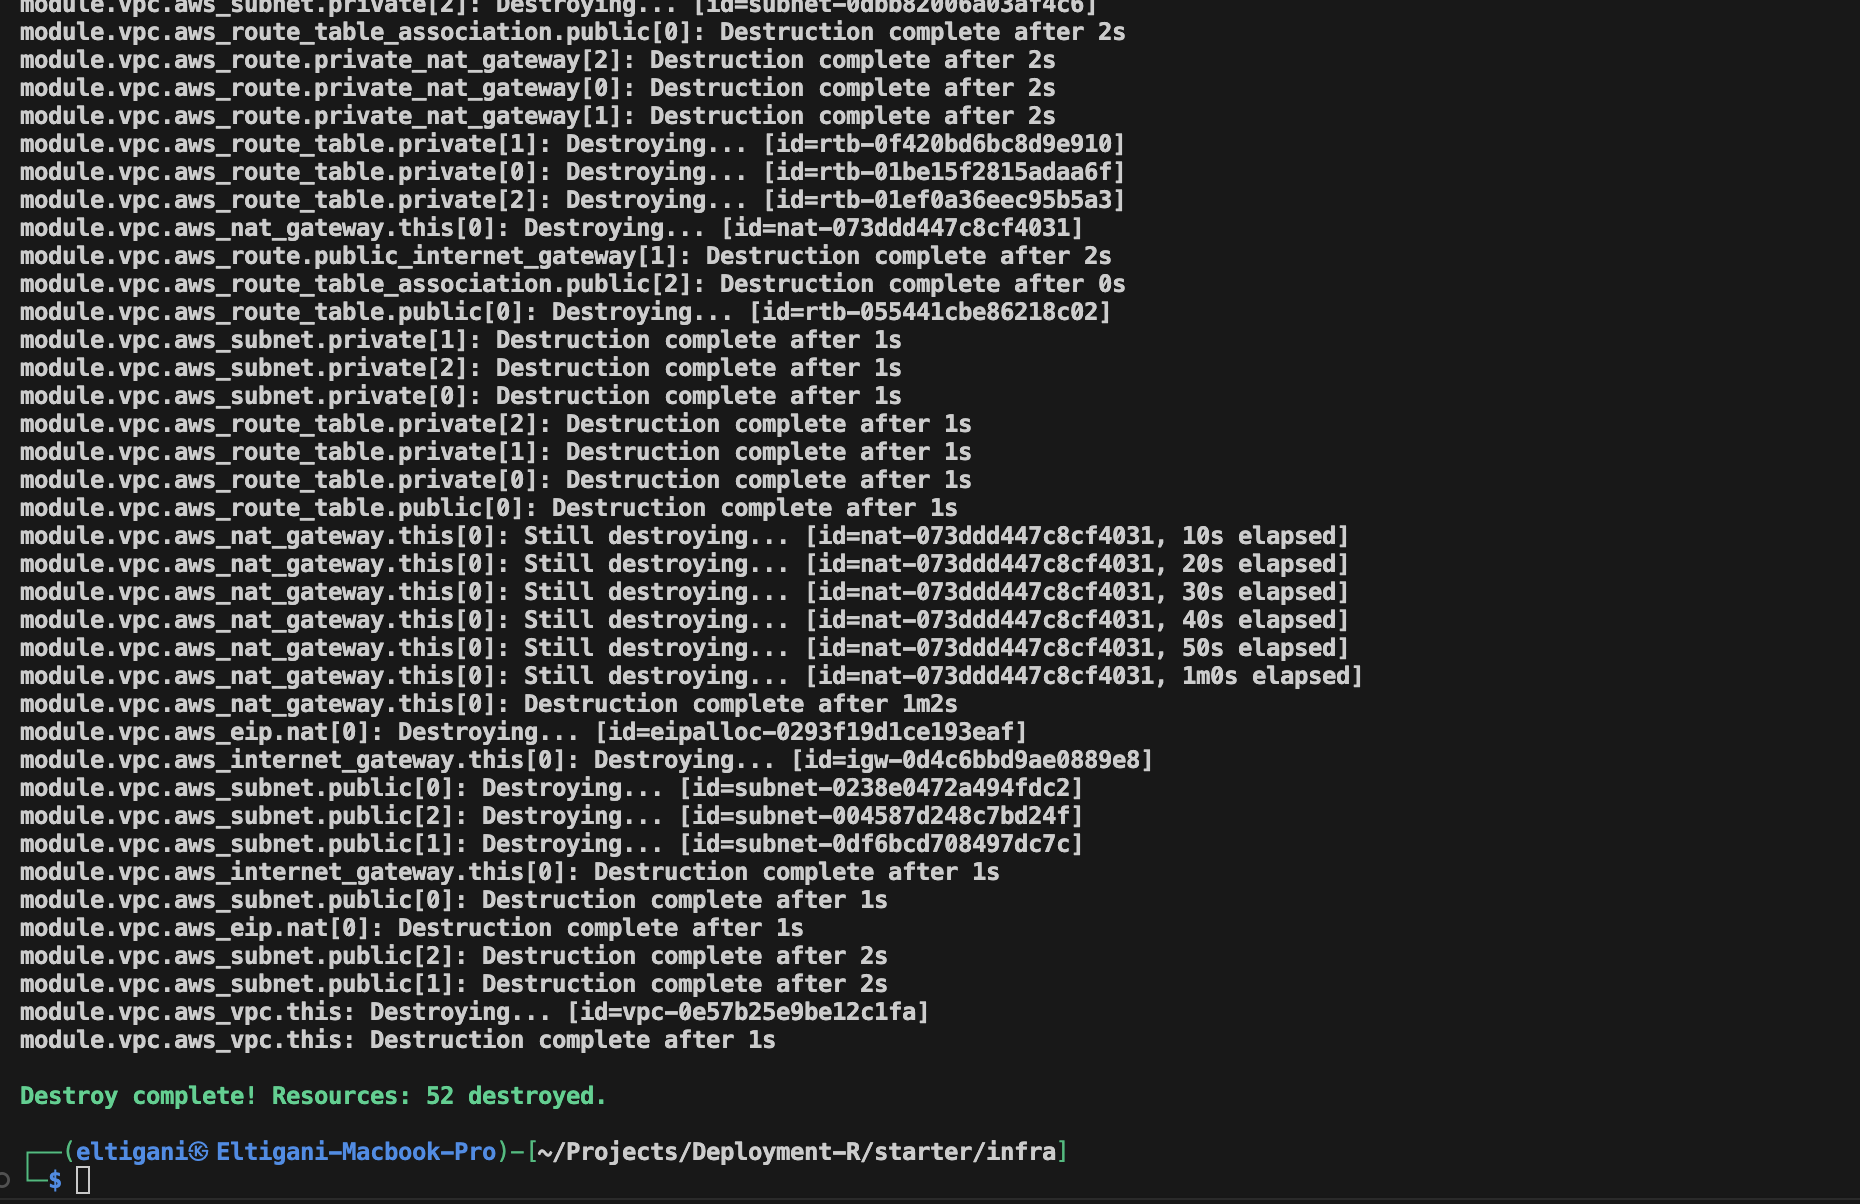 module.vpc.aws_subnet.private[2]: Destroying... [id=subnet-0dbb82006a03af4c6]
module.vpc.aws_route_table_association.public[0]: Destruction complete after 2s
module.vpc.aws_route.private_nat_gateway[2]: Destruction complete after 2s
module.vpc.aws_route.private_nat_gateway[0]: Destruction complete after 2s
module.vpc.aws_route.private_nat_gateway[1]: Destruction complete after 2s
module.vpc.aws_route_table.private[1]: Destroying... [id=rtb-0f420bd6bc8d9e910]
module.vpc.aws_route_table.private[0]: Destroying... [id=rtb-01be15f2815adaa6f]
module.vpc.aws_route_table.private[2]: Destroying... [id=rtb-01ef0a36eec95b5a3]
module.vpc.aws_nat_gateway.this[0]: Destroying... [id=nat-073ddd447c8cf4031]
module.vpc.aws_route.public_internet_gateway[1]: Destruction complete after 2s
module.vpc.aws_route_table_association.public[2]: Destruction complete after 0s
module.vpc.aws_route_table.public[0]: Destroying... [id=rtb-055441cbe86218c02]
module.vpc.aws_subnet.private[1]: Destruction complete after 1s
module.vpc.aws_subnet.private[2]: Destruction complete after 1s
module.vpc.aws_subnet.private[0]: Destruction complete after 1s
module.vpc.aws_route_table.private[2]: Destruction complete after 1s
module.vpc.aws_route_table.private[1]: Destruction complete after 1s
module.vpc.aws_route_table.private[0]: Destruction complete after 1s
module.vpc.aws_route_table.public[0]: Destruction complete after 1s
module.vpc.aws_nat_gateway.this[0]: Still destroying... [id=nat-073ddd447c8cf4031, 10s elapsed]
module.vpc.aws_nat_gateway.this[0]: Still destroying... [id=nat-073ddd447c8cf4031, 20s elapsed]
module.vpc.aws_nat_gateway.this[0]: Still destroying... [id=nat-073ddd447c8cf4031, 30s elapsed]
module.vpc.aws_nat_gateway.this[0]: Still destroying... [id=nat-073ddd447c8cf4031, 40s elapsed]
module.vpc.aws_nat_gateway.this[0]: Still destroying... [id=nat-073ddd447c8cf4031, 50s elapsed]
module.vpc.aws_nat_gateway.this[0]: Still destroying... [id=nat-073ddd447c8cf4031, 1m0s elapsed]
module.vpc.aws_nat_gateway.this[0]: Destruction complete after 1m2s
module.vpc.aws_eip.nat[0]: Destroying... [id=eipalloc-0293f19d1ce193eaf]
module.vpc.aws_internet_gateway.this[0]: Destroying... [id=igw-0d4c6bbd9ae0889e8]
module.vpc.aws_subnet.public[0]: Destroying... [id=subnet-0238e0472a494fdc2]
module.vpc.aws_subnet.public[2]: Destroying... [id=subnet-004587d248c7bd24f]
module.vpc.aws_subnet.public[1]: Destroying... [id=subnet-0df6bcd708497dc7c]
module.vpc.aws_internet_gateway.this[0]: Destruction complete after 1s
module.vpc.aws_subnet.public[0]: Destruction complete after 1s
module.vpc.aws_eip.nat[0]: Destruction complete after 1s
module.vpc.aws_subnet.public[2]: Destruction complete after 2s
module.vpc.aws_subnet.public[1]: Destruction complete after 2s
module.vpc.aws_vpc.this: Destroying... [id=vpc-0e57b25e9be12c1fa]
module.vpc.aws_vpc.this: Destruction complete after 1s
Destroy complete! Resources: 52 destroyed.
┌──(eltigani㉿Eltigani-Macbook-Pro)-[~/Projects/Deployment-R/starter/infra]
└─$